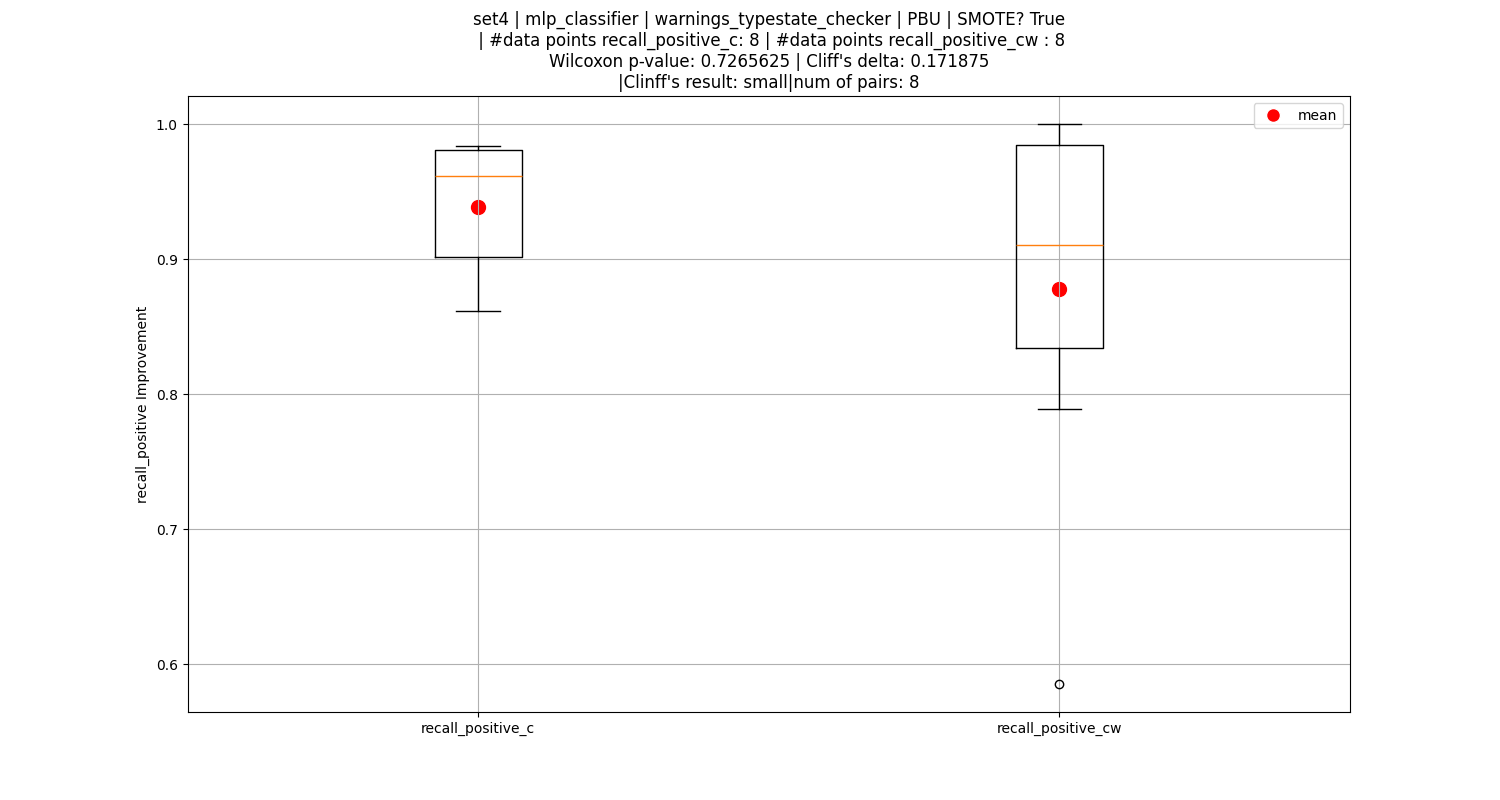 set4 | mlp_classifier | warnings_typestate_checker | PBU | SMOTE? True
| #data points recall_positive_c: 8 | #data points recall_positive_cw : 8
Wilcoxon p-value: 0.7265625 | Cliff's delta: 0.171875
|Clinff's result: small|num of pairs: 8
mean
1.0
0.9
0.8
0.7
0.6
recall_positive Improvement
recall_positive_c
recall_positive_cw